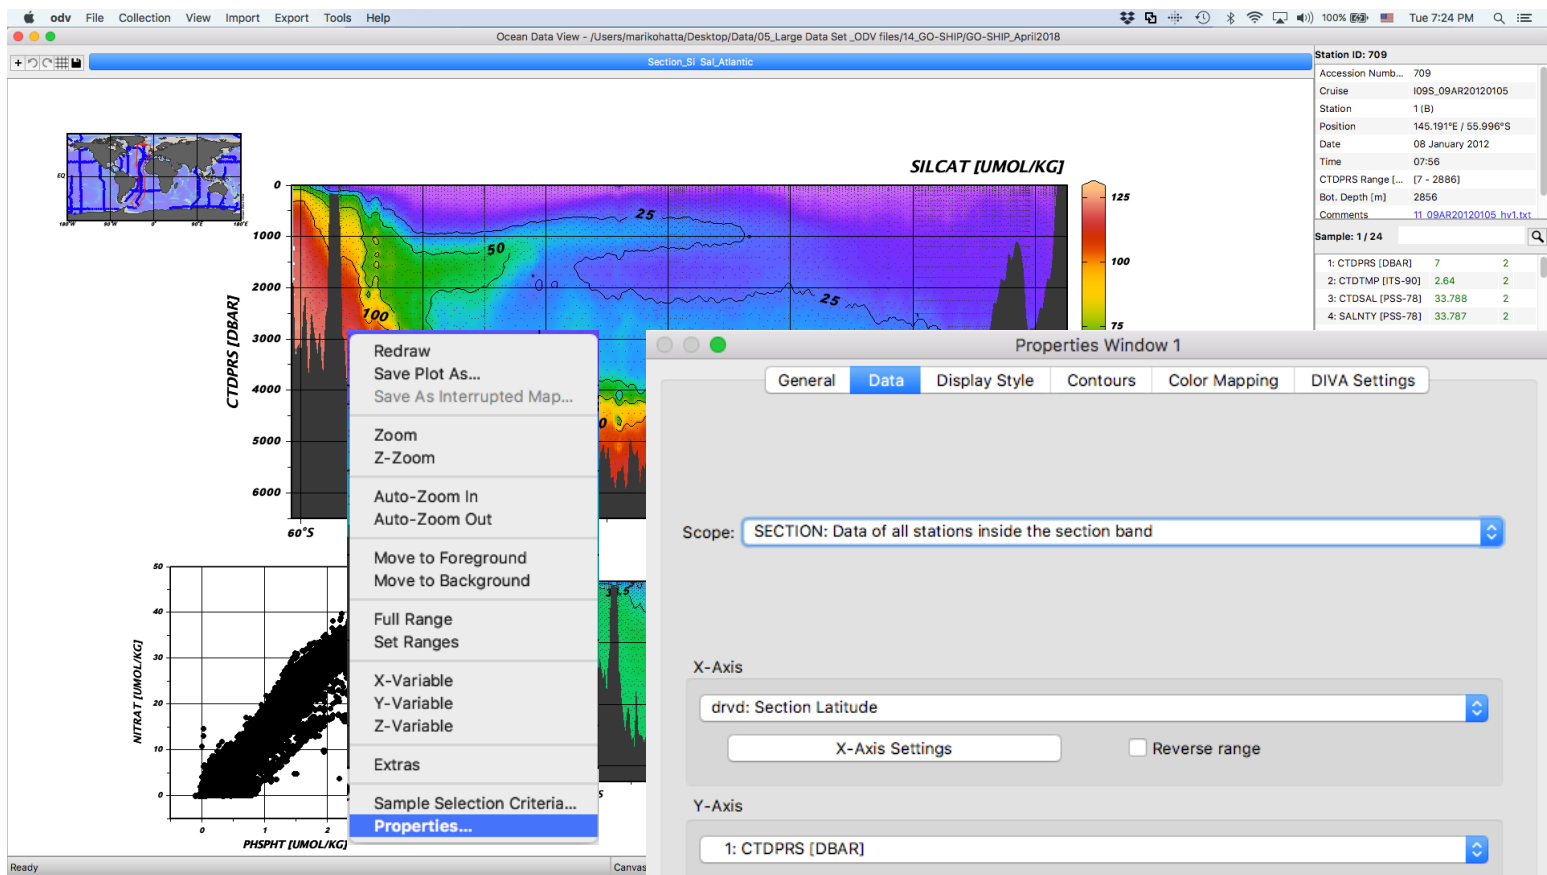 odv File Collection View Import Export Tools Help 100% Tue 7:24 PM
Ocean Data View - /Users/marikohatta/Desktop/Data/05_Large Data Set _ODV files/14_GO-SHIP/GO-SHIP_April2018
Section_Si Sal_Atlantic
Station ID: 709
Accession Numb... 709
Cruise I09S_09AR20120105
Station 1 (B)
Position 145.191°E / 55.996°S
Date 08 January 2012
Time 07:56
CTDPRS Range [... [7 - 2886]
Bot. Depth [m] 2856
Comments 11_09AR20120105_hy1.txt
Sample: 1 / 24
1: CTDPRS [DBAR] 7 2
2: CTDTMP [ITS-90] 2.64 2
3: CTDSAL [PSS-78] 33.788 2
4: SALNTY [PSS-78] 33.787 2
EQ
180°W 90°W 0° 90°E 180°E
SILCAT [UMOL/KG]
CTDPRS [DBAR]
0
1000
2000
3000
4000
5000
6000
60°S
25
50
25
100
0
125
100
75
Redraw
Save Plot As...
Save As Interrupted Map...
Zoom
Z-Zoom
Auto-Zoom In
Auto-Zoom Out
Move to Foreground
Move to Background
Full Range
Set Ranges
X-Variable
Y-Variable
Z-Variable
Extras
Sample Selection Criteria...
Properties...
Properties Window 1
General Data Display Style Contours Color Mapping DIVA Settings
Scope: SECTION: Data of all stations inside the section band
X-Axis
drvd: Section Latitude
X-Axis Settings Reverse range
Y-Axis
1: CTDPRS [DBAR]
NITRAT [UMOL/KG]
50
40
30
20
10
0
0 1 2
PHSPHT [UMOL/KG]
S
Ready Canvas